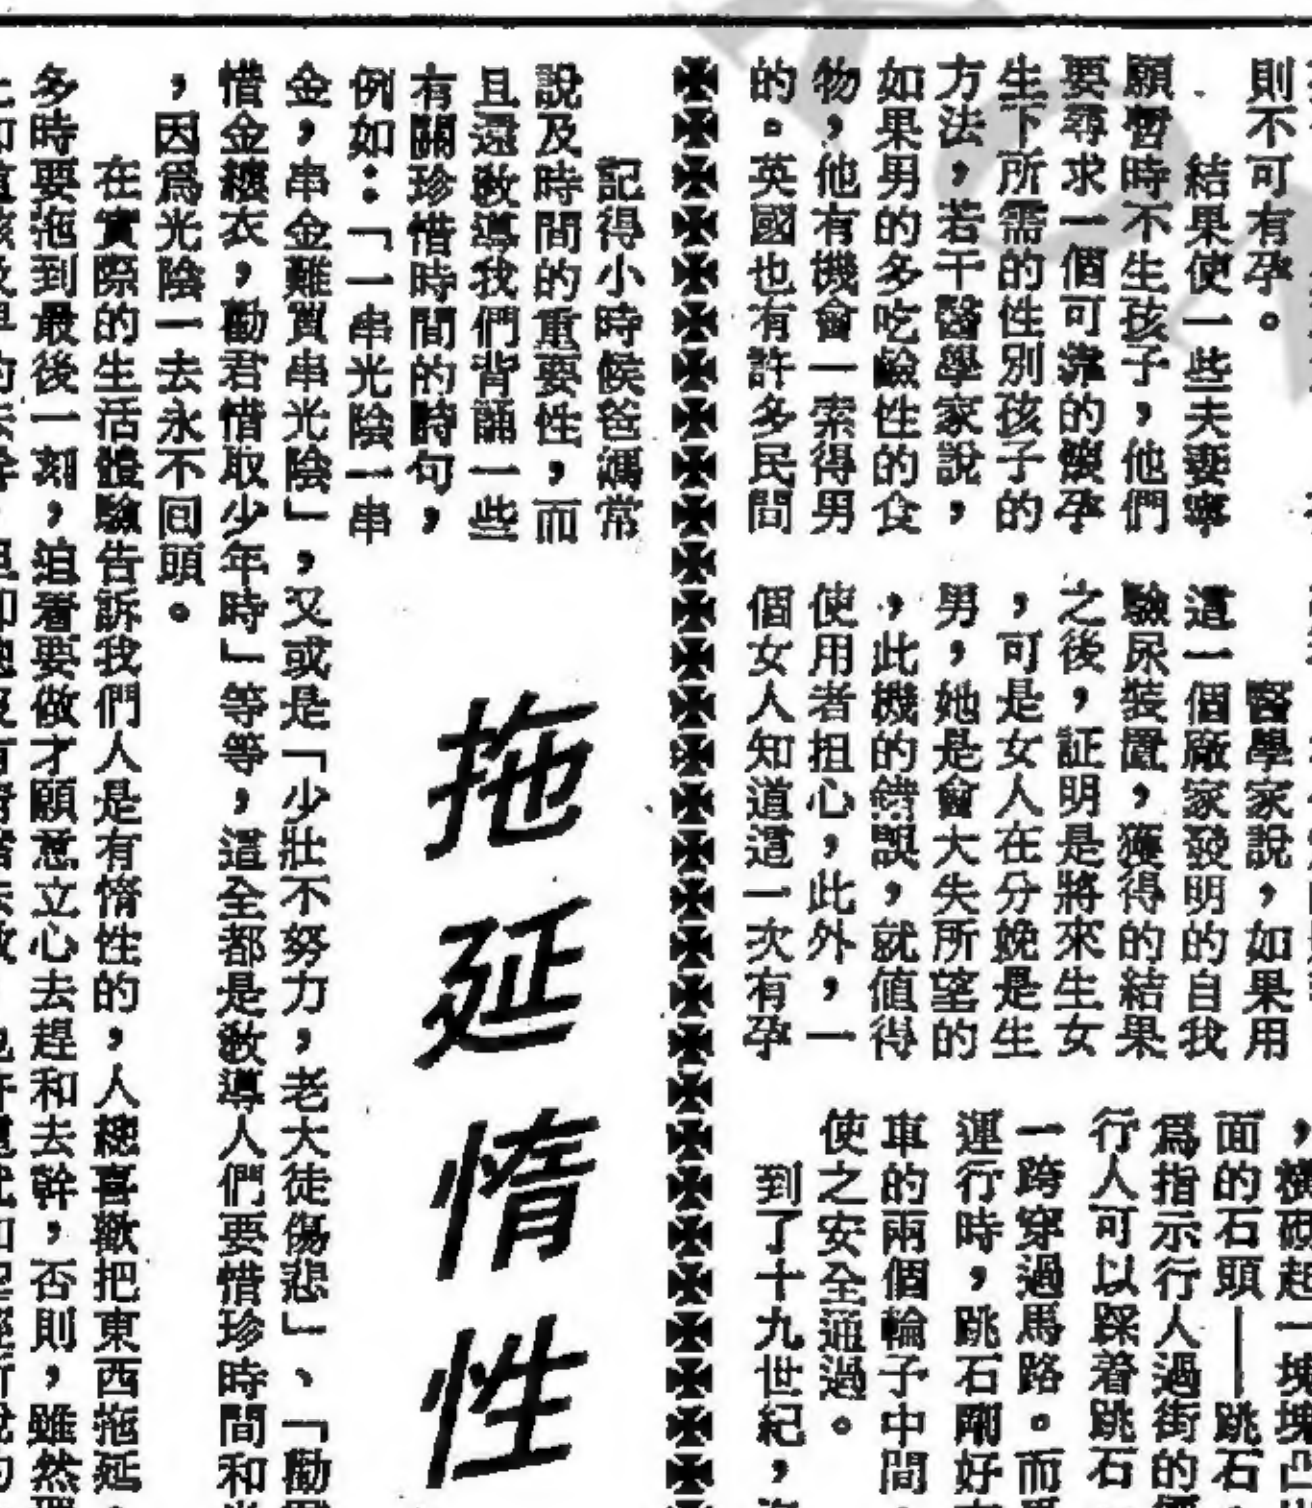 則不可有孕。
結果使一些夫妻寧
願暫時不生孩子,他們
要尋求一個可靠的懷孕
生下所需的性別孩子的
方法,若干醫學家說,
如果男的多吃鹼性的食
物,他有機會一索得男
的。英國也有許多民間
醫學家說,如果用
這一個廠家發明的自我
驗尿裝置,獲得的結果
之後,証明是將來生女
,可是女人在分娩是生
男,她是會大失所望的
,此機的錯誤,就值得
使用者担心,此外,一
個女人知道這一次有孕
,橫砌起一塊塊凸
面的石頭——跳石
爲指示行人過街的
行人可以踩着跳石
一跨穿過馬路。而
運行時,跳石剛好
車的兩個輪子中間
使之安全通過。
到了十九世紀,
拖延惰性
記得小時候爸媽常
說及時間的重要性,而
且還教導我們背誦一些
有關珍惜時間的詩句,
例如:「一串光陰一串
金,串金難買串光陰」,又或是「少壯不努力,老大徒傷悲」、「勸君
惜金縷衣,勸君惜取少年時」等等,這全都是教導人們要惜珍時間和
,因爲光陰一去永不回頭。
在實際的生活體驗告訴我們人是有惰性的,人總喜歡把東西拖延,
多時要拖到最後一刻,迫着要做才願意立心去趕和去幹,否則,雖然